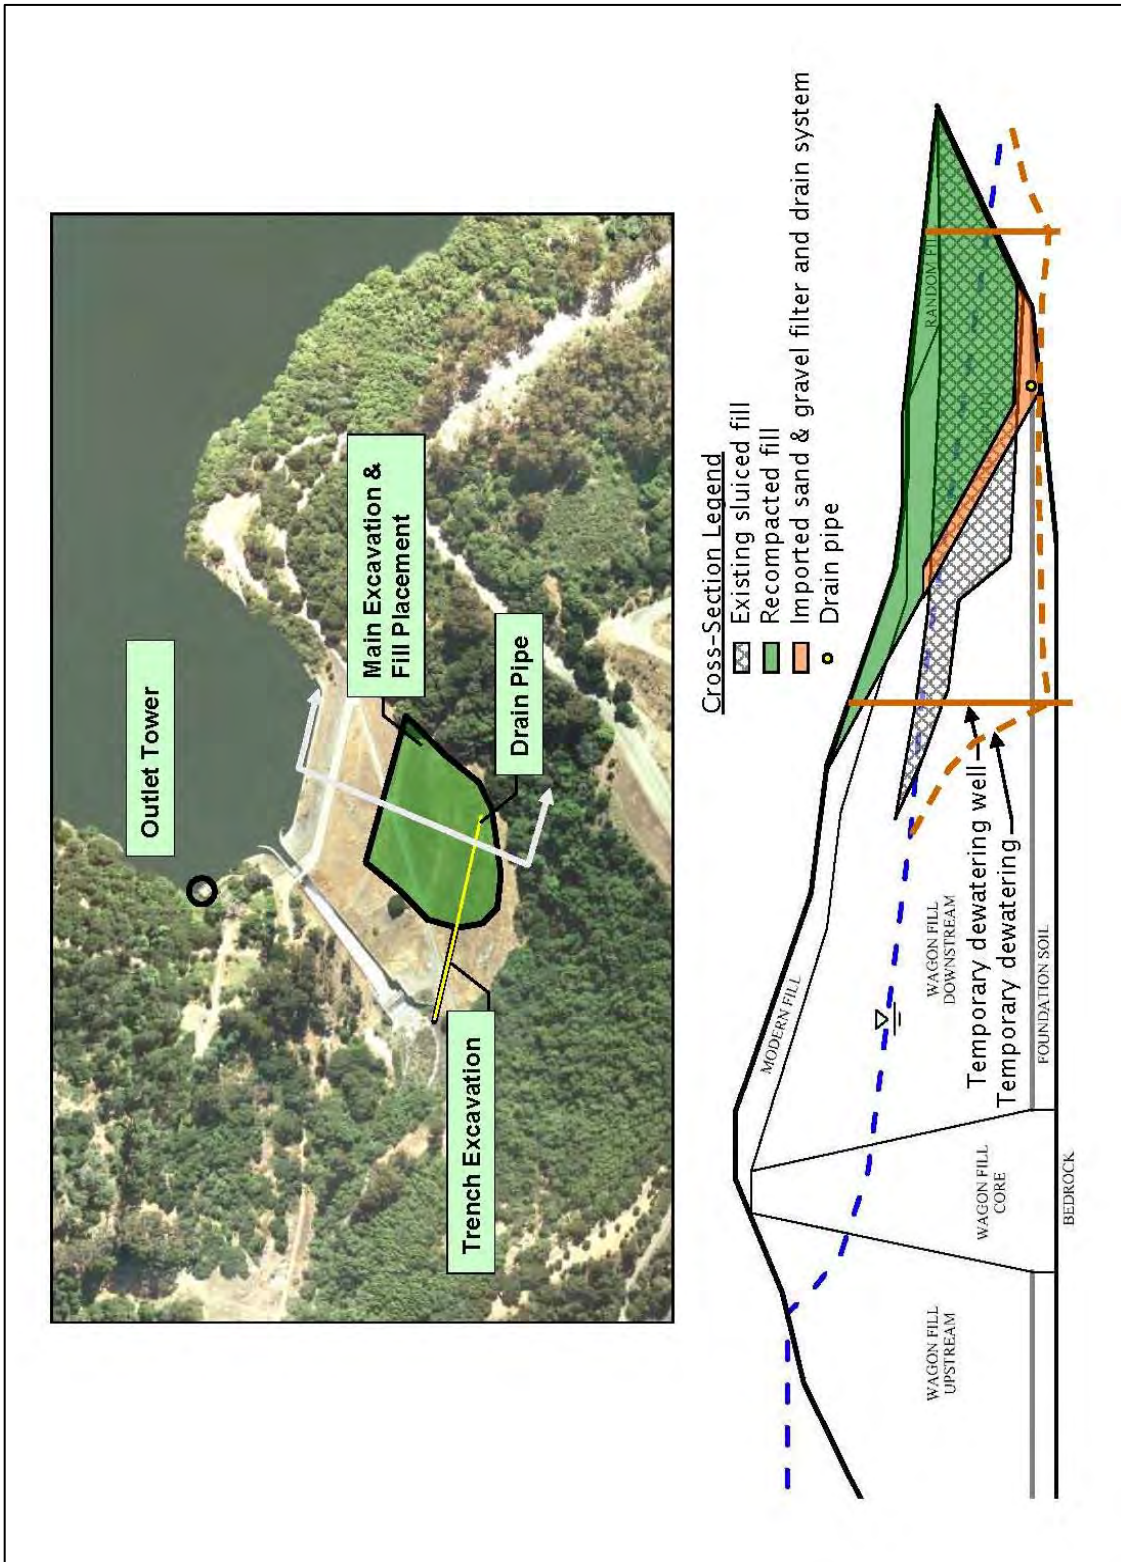 Outlet Tower
Main Excavation &
Fill Placement
Drain Pipe
Trench Excavation
Cross-Section Legend
Existing sluiced fill
Recompacted fill
Imported sand & gravel filter and drain system
Drain pipe
MODERN FILL
RANDOM FILL
WAGON FILL
UPSTREAM
WAGON FILL
CORE
WAGON FILL
DOWNSTREAM
Temporary dewatering well
Temporary dewatering
FOUNDATION SOIL
BEDROCK